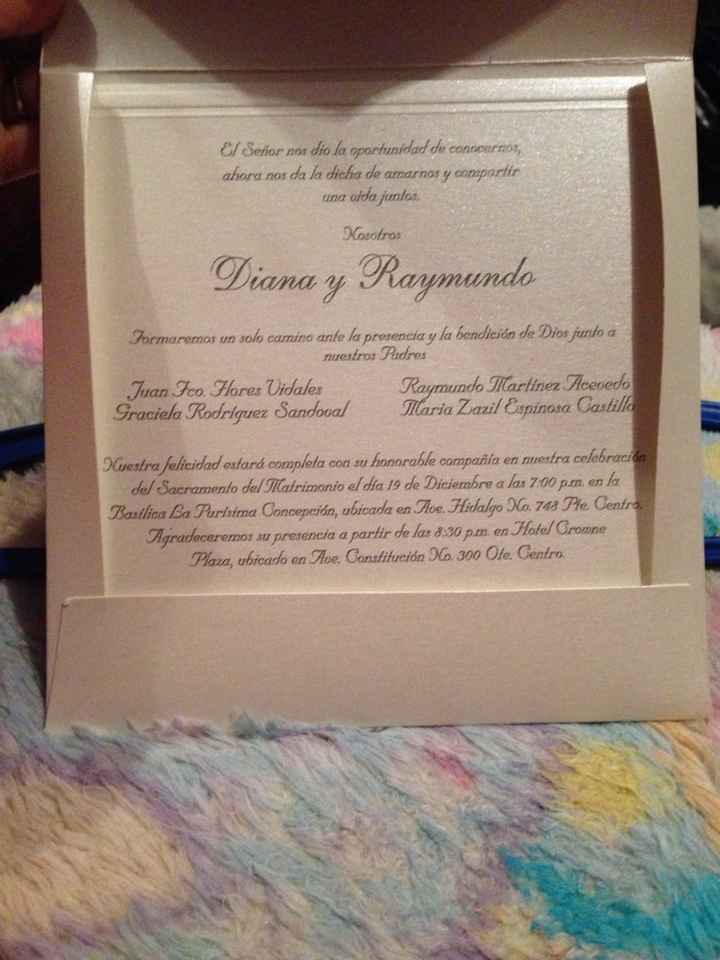 El Señor nos dio la oportunidad de conocernos,
ahora nos da la dicha de amarnos y compartir
una vida juntos.
Nosotros
Diana y Raymundo
Formaremos un solo camino ante la presencia y la bendición de Dios junto a
nuestros Padres
Juan Fco. Flores Vidales
Graciela Rodríguez Sandoval
Raymundo Martínez Acevedo
María Zazil Espinosa Castillo
Nuestra felicidad estará completa con su honorable compañía en nuestra celebración
del Sacramento del Matrimonio el día 19 de Diciembre a las 7:00 p.m. en la
Basílica La Purísima Concepción, ubicada en Ave. Hidalgo No. 748 Pte. Centro.
Agradeceremos su presencia a partir de las 8:30 p.m. en Hotel Crowne
Plaza, ubicado en Ave. Constitución No. 300 Ote. Centro.